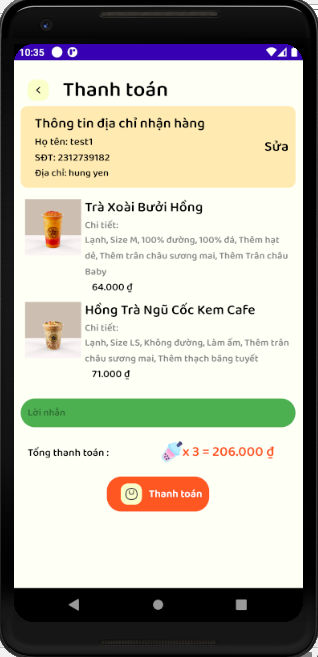 10:35
Thanh toán
Thông tin địa chỉ nhận hàng
Họ tên: test1
SĐT: 2312739182
Địa chỉ: hung yen
Sửa
Trà Xoài Bưởi Hồng
Chi tiết:
Lạnh, Size M, 100% đường, 100% đá, Thêm hạt
dẻ, Thêm trân châu sương mai, Thêm Trân châu
Baby
64.000 ₫
Hồng Trà Ngũ Cốc Kem Cafe
Chi tiết:
Lạnh, Size LS, Không đường, Làm ấm, Thêm trân
châu sương mai, Thêm thạch băng tuyết
71.000 ₫
Lời nhắn
Tổng thanh toán :
x 3 = 206.000 ₫
Thanh toán